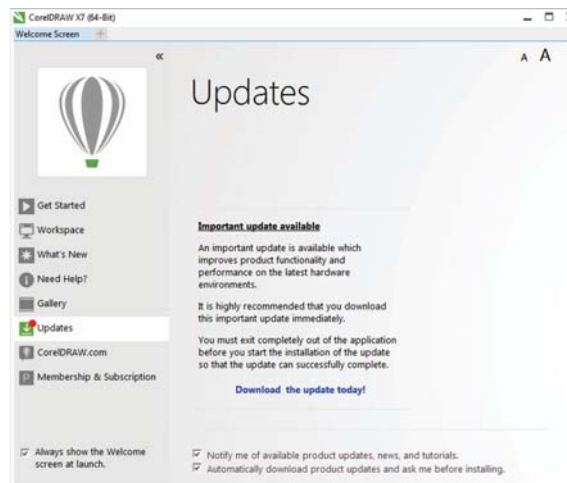 CorelDRAW X7 (64-Bit)
Welcome Screen
«
A A
Updates
Get Started
Workspace
What's New
Need Help?
Gallery
Updates
CorelDRAW.com
Membership & Subscription
Always show the Welcome
screen at launch.
Important update available
An important update is available which
improves product functionality and
performance on the latest hardware
environments.
It is highly recommended that you download
this important update immediately.
You must exit completely out of the application
before you start the installation of the update
so that the update can successfully complete.
Download the update today!
Notify me of available product updates, news, and tutorials.
Automatically download product updates and ask me before installing.